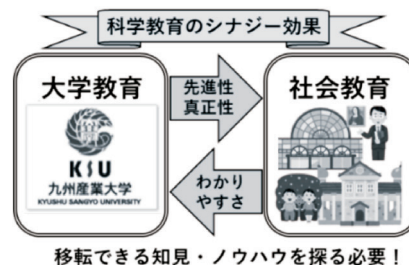 科学教育のシナジー効果
大学教育
KSU
九州産業大学
KYUSHU SANGYO UNIVERSITY
先進性
真正性
わかり
やすさ
社会教育
移転できる知見・ノウハウを探る必要！